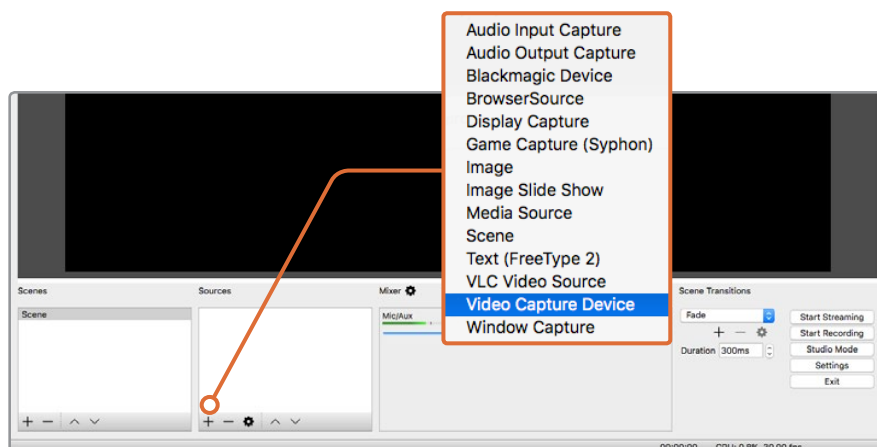 Audio Input Capture
Audio Output Capture
Blackmagic Device
BrowserSource
Display Capture
Game Capture (Syphon)
Image
Image Slide Show
Media Source
Scene
Text (FreeType 2)
VLC Video Source
Video Capture Device
Window Capture
Scenes
Scene
Sources
Mixer
Mic/Aux
Scene Transitions
Fade
Duration 300ms
Start Streaming
Start Recording
Studio Mode
Settings
Exit